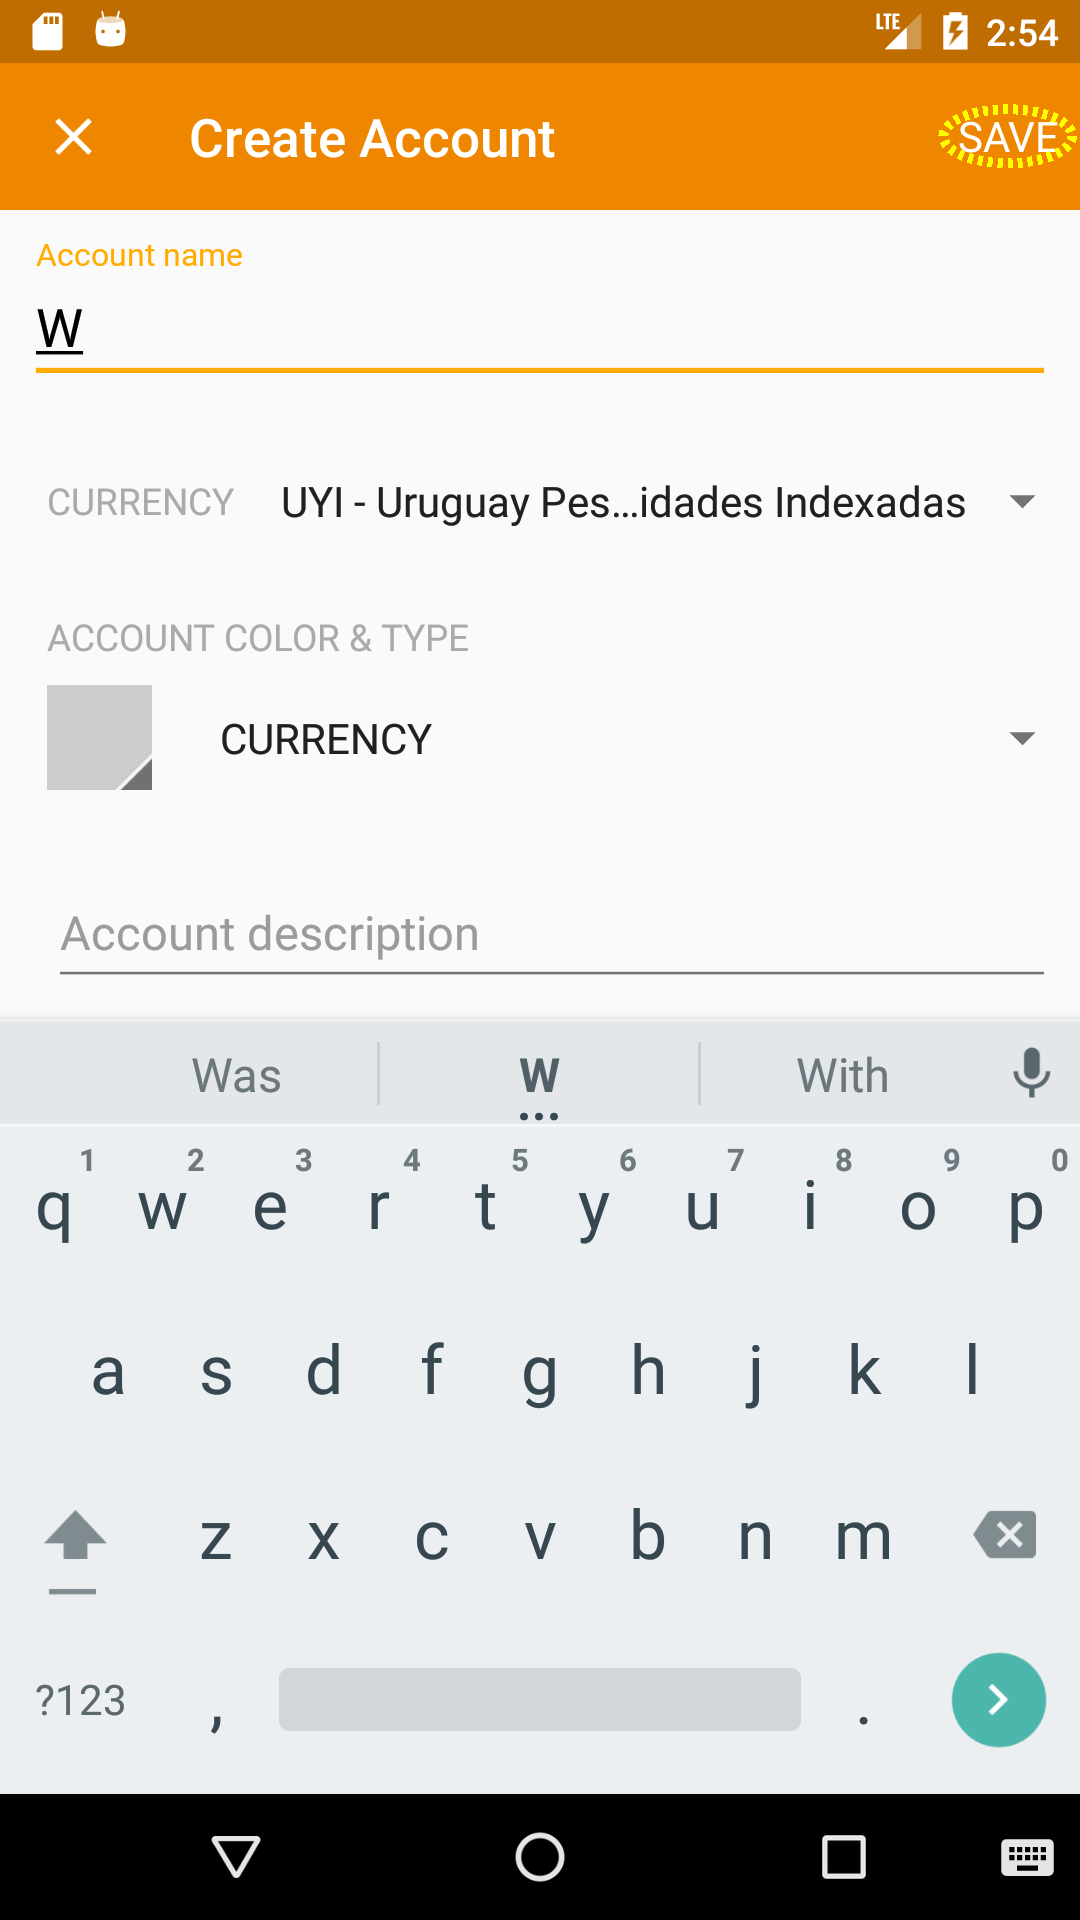 LTE 2:54
Create Account SAVE
Account name
W
CURRENCY UYI - Uruguay Pes...idades Indexadas
ACCOUNT COLOR & TYPE
CURRENCY
Account description
Was W With
1 2 3 4 5 6 7 8 9 0
q w e r t y u i o p
a s d f g h j k l
z x c v b n m
?123 , .